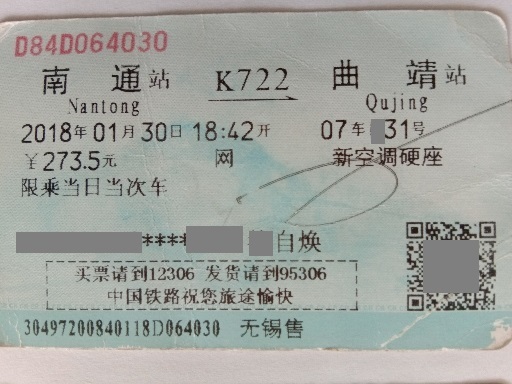 D84D064030
南通站 K722 曲靖站
Nantong Qujing
2018年01月30日 18:42开 07车 31号
￥273.5元 网 新空调硬座
限乘当日当次车
**** 自焕
买票请到12306 发货请到95306
中国铁路祝您旅途愉快
30497200840118D064030 无锡售